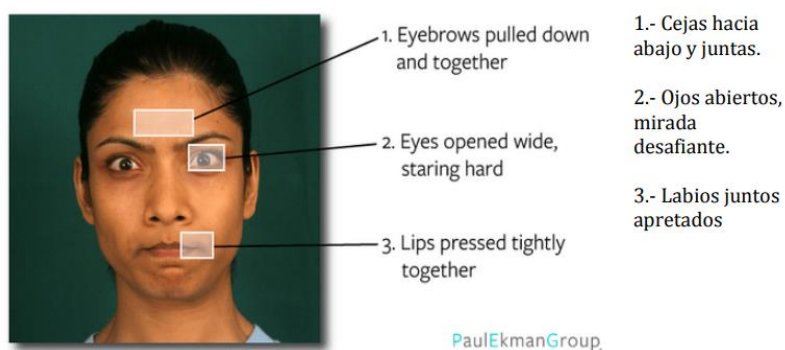 1. Eyebrows pulled down
and together
2. Eyes opened wide,
staring hard
3. Lips pressed tightly
together
PaulEkmanGroup.
1.- Cejas hacia
abajo y juntas.
2.- Ojos abiertos,
mirada
desafiante.
3.- Labios juntos
apretados